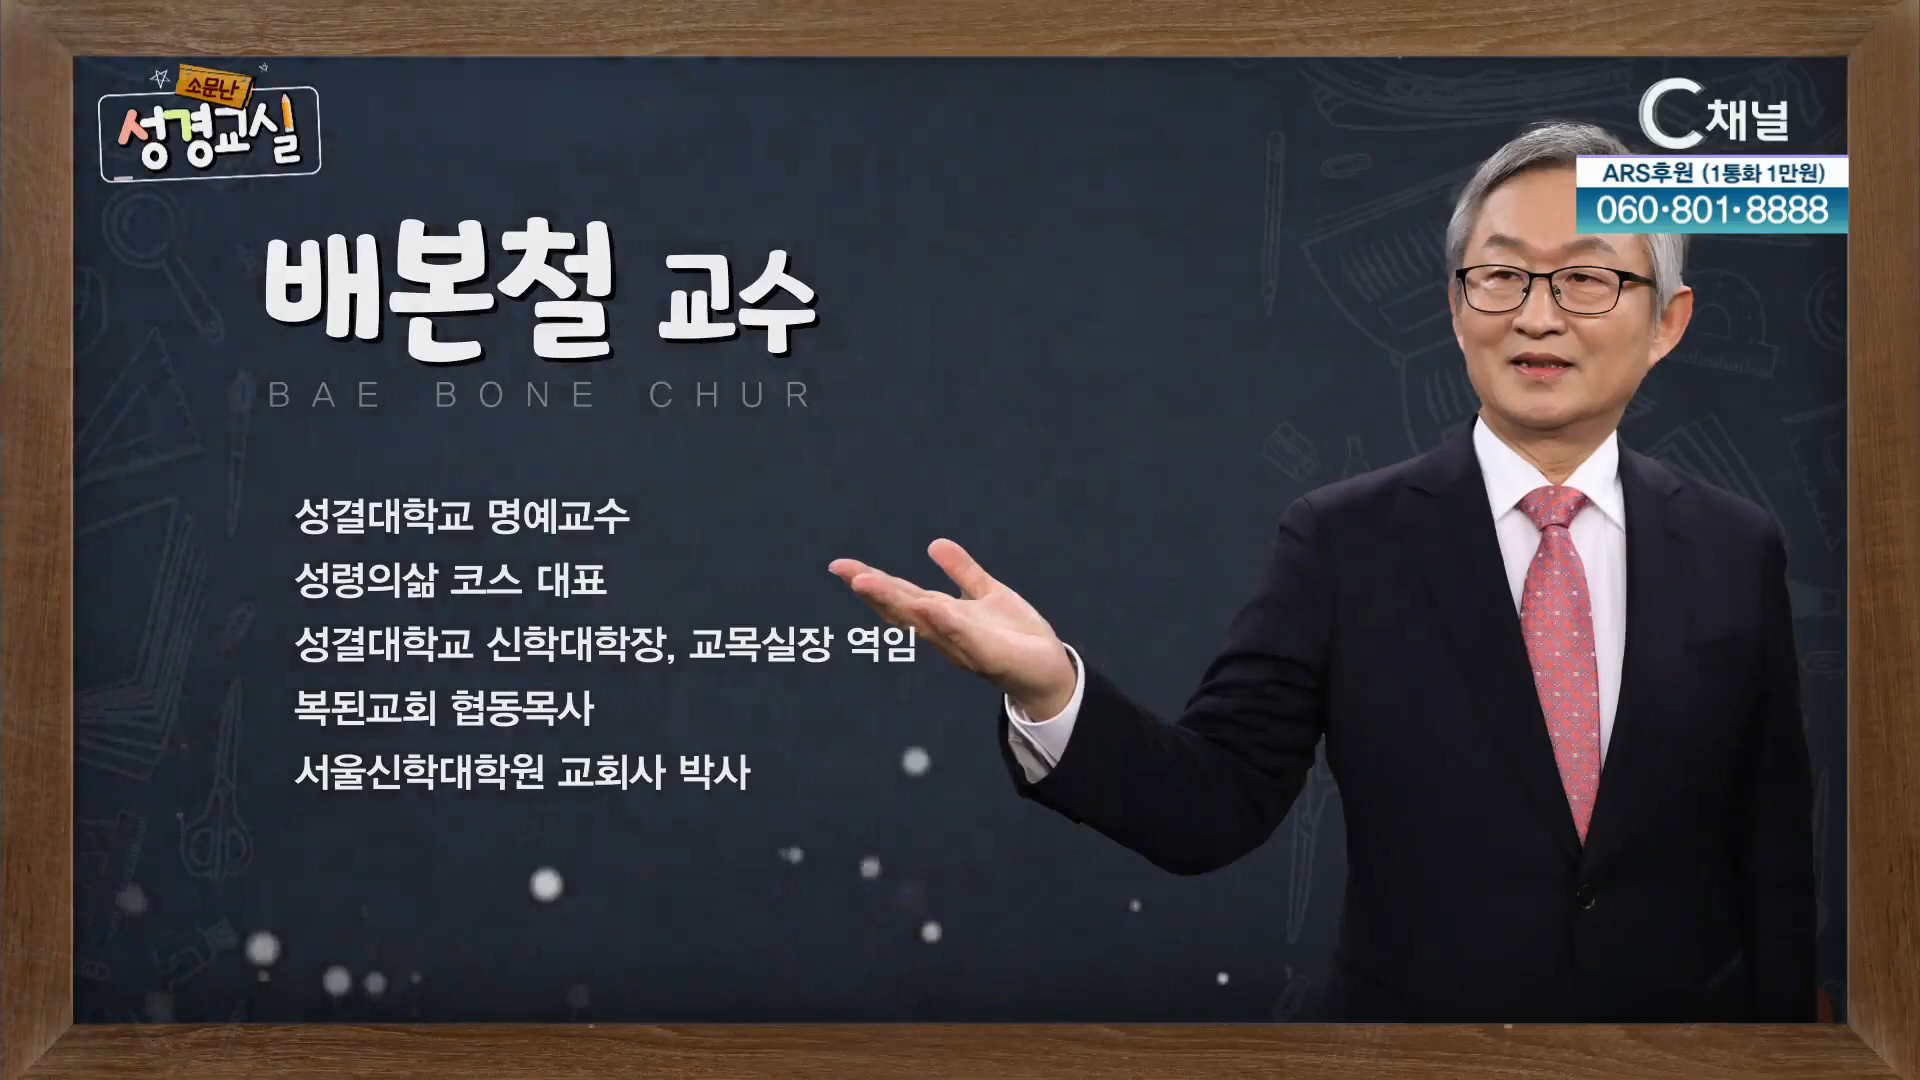 소문난
성경교실
C채널
ARS후원 (1통화 1만원)
060·801·8888
배본철 교수
BAE BONE CHUR
성결대학교 명예교수
성령의삶 코스 대표
성결대학교 신학대학장, 교목실장 역임
복된교회 협동목사
서울신학대학원 교회사 박사